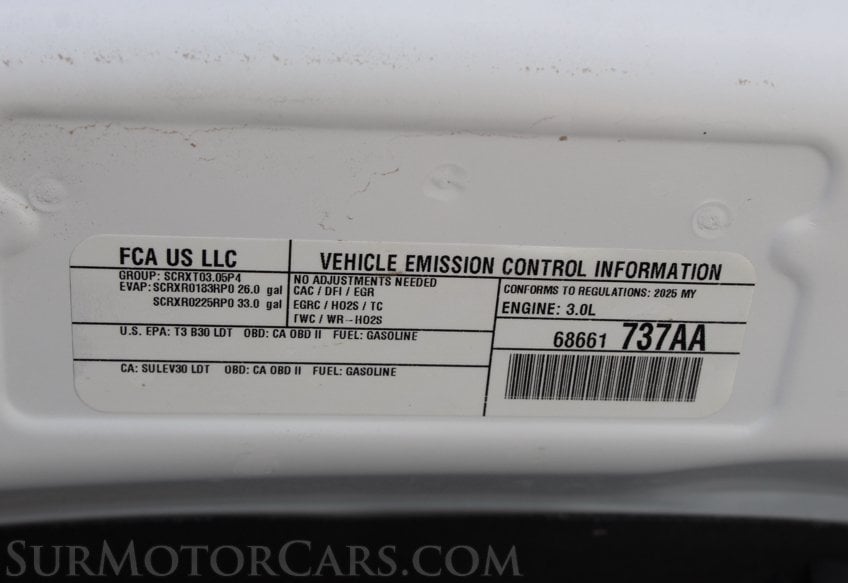 FCA US LLC
VEHICLE EMISSION CONTROL INFORMATION
GROUP: SCRXT03.05P4
EVAP: SCRXR0183RP0 26.0 gal
SCRXR0225RP0 33.0 gal
NO ADJUSTMENTS NEEDED
CAC / DFI / EGR
EGRC / HO2S / TC
TWC / WR-HO2S
CONFORMS TO REGULATIONS: 2025 MY
ENGINE: 3.0L
U.S. EPA: T3 B30 LDT OBD: CA OBD II FUEL: GASOLINE
68661 737AA
CA: SULEV30 LDT OBD: CA OBD II FUEL: GASOLINE
SURMOTORCARS.COM